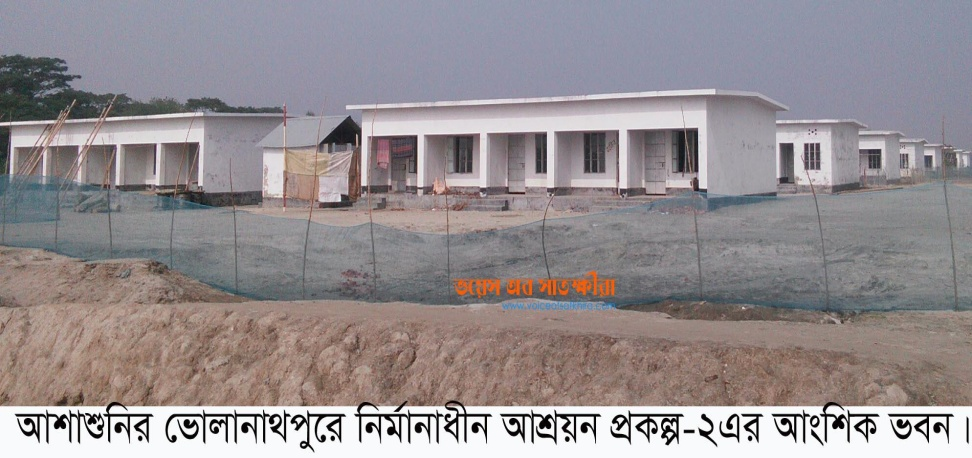 ভয়েস অব সাতক্ষীরা
আশাশুনির ভোলানাথপুরে নির্মানাধীন আশ্রয়ন প্রকল্প-২এর আংশিক ভবন।